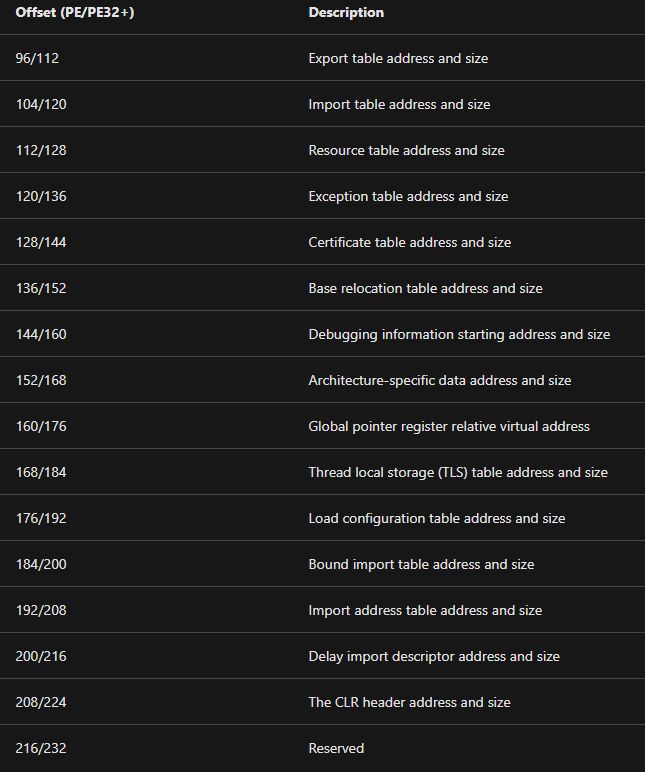 Offset (PE/PE32+) Description
96/112 Export table address and size
104/120 Import table address and size
112/128 Resource table address and size
120/136 Exception table address and size
128/144 Certificate table address and size
136/152 Base relocation table address and size
144/160 Debugging information starting address and size
152/168 Architecture-specific data address and size
160/176 Global pointer register relative virtual address
168/184 Thread local storage (TLS) table address and size
176/192 Load configuration table address and size
184/200 Bound import table address and size
192/208 Import address table address and size
200/216 Delay import descriptor address and size
208/224 The CLR header address and size
216/232 Reserved